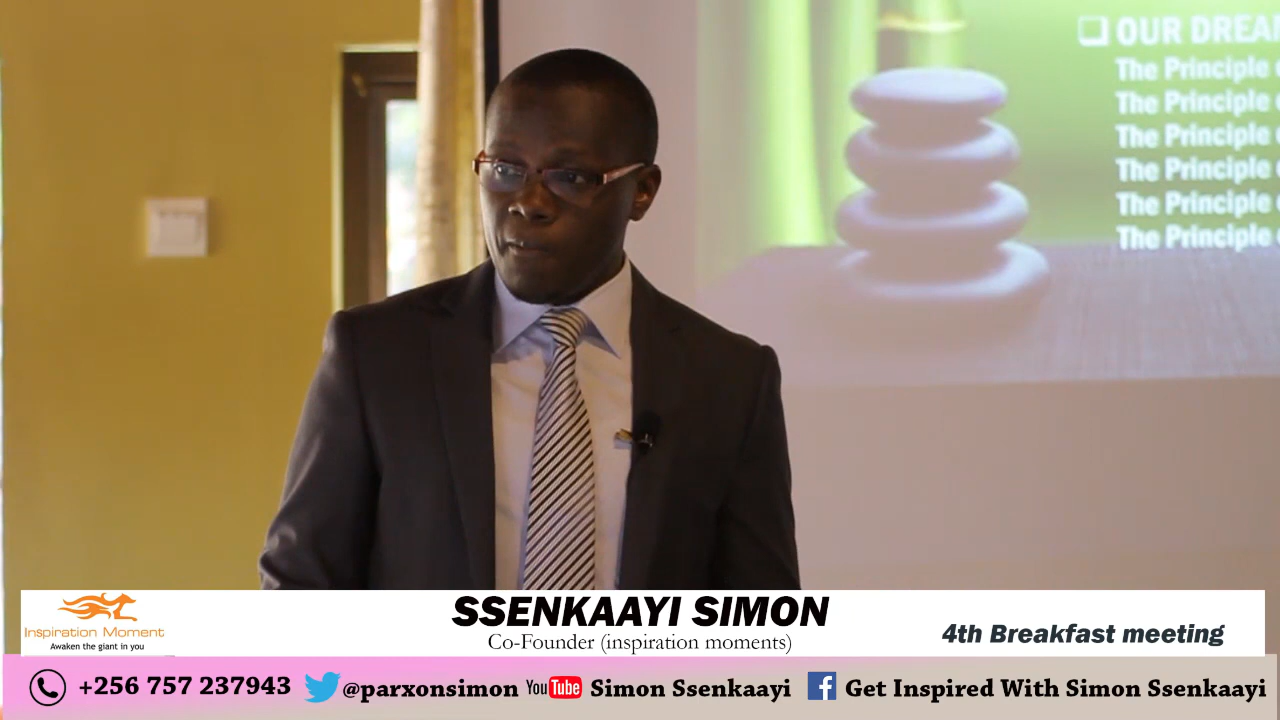 OUR DREA
The Principle
The Principle
The Principle
The Principle
The Principle
The Principle
Inspiration Moment
Awaken the giant in you
SSENKAAYI SIMON
Co-Founder (inspiration moments)
4th Breakfast meeting
+256 757 237943 @parxonsimon YouTube Simon Ssenkaayi f Get Inspired With Simon Ssenkaayi